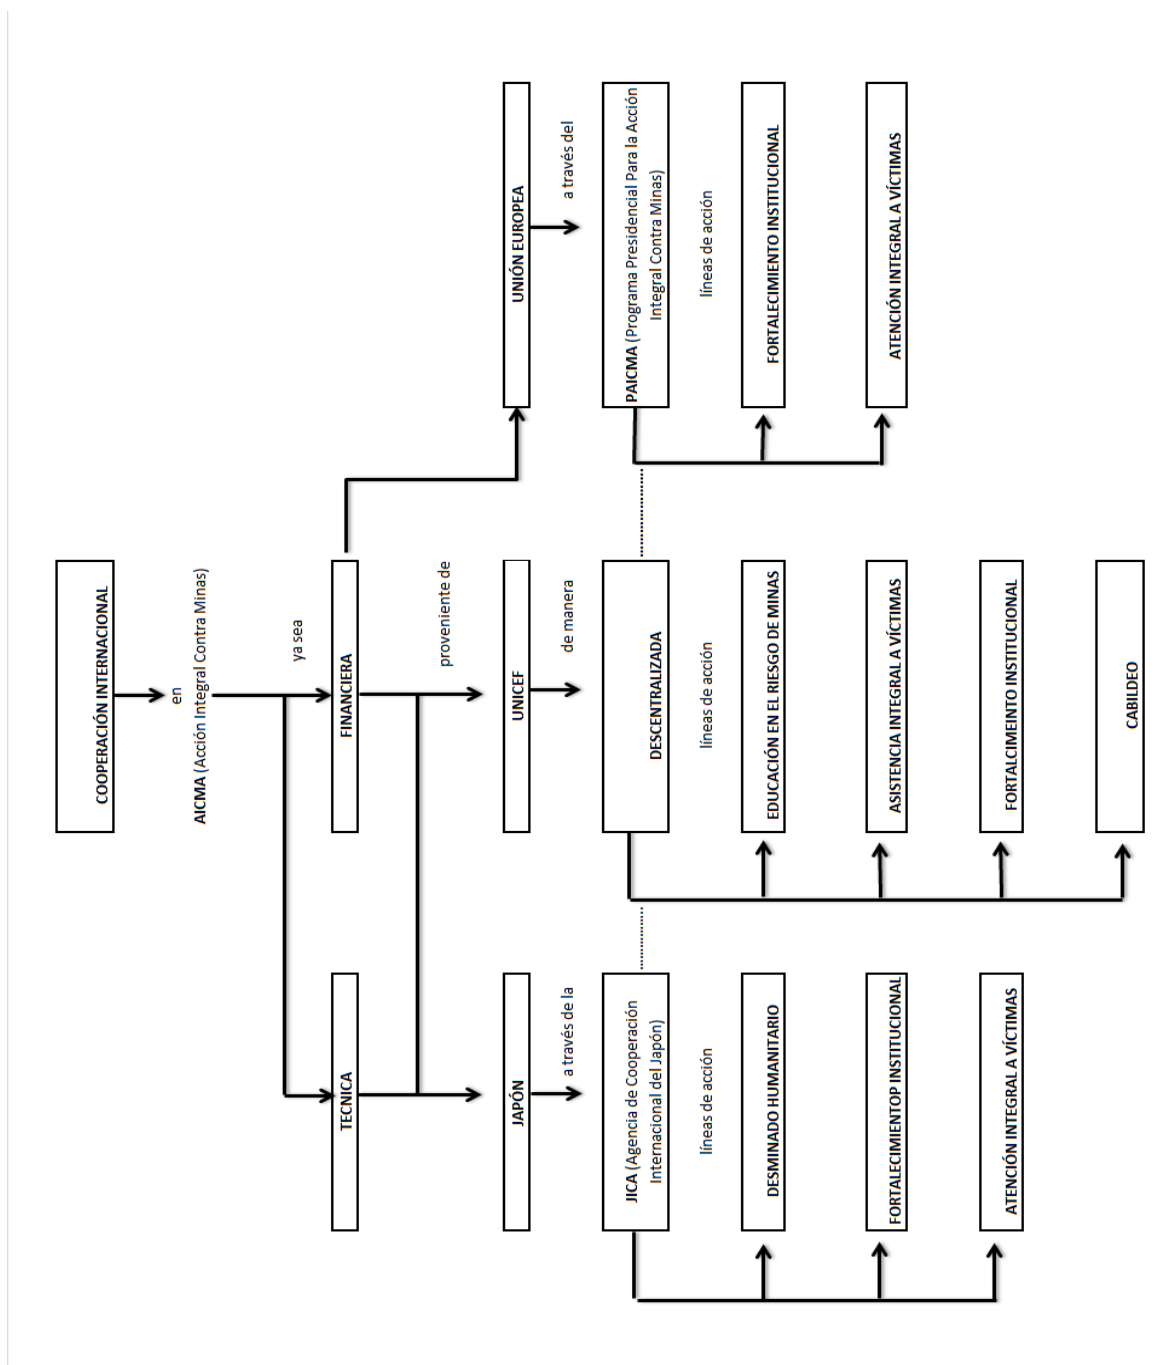 COOPERACIÓN INTERNACIONAL
en
AICMA (Acción Integral Contra Minas)
ya sea
TECNICA
FINANCIERA
proveniente de
JAPÓN
UNICEF
UNIÓN EUROPEA
a través de la
de manera
a través del
JICA (Agencia de Cooperación
Internacional del Japón)
DESCENTRALIZADA
PAICMA (Programa Presidencial Para la Acción
Integral Contra Minas)
líneas de acción
líneas de acción
líneas de acción
DESMINADO HUMANITARIO
EDUCACIÓN EN EL RIESGO DE MINAS
FORTALECIMIENTO INSTITUCIONAL
FORTALECIMIENTOP INSTITUCIONAL
ASISTENCIA INTEGRAL A VÍCTIMAS
ATENCIÓN INTEGRAL A VÍCTIMAS
ATENCIÓN INTEGRAL A VÍCTIMAS
FORTALCIMEINTO INSTITUCIONAL
CABILDEO